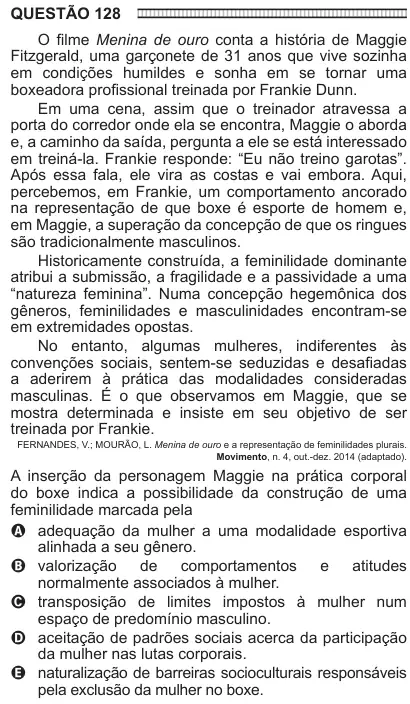 QUESTÃO 128
O filme Menina de ouro conta a história de Maggie
Fitzgerald, uma garçonete de 31 anos que vive sozinha
em condições humildes e sonha em se tornar uma
boxeadora profissional treinada por Frankie Dunn.
Em uma cena, assim que o treinador atravessa a
porta do corredor onde ela se encontra, Maggie o aborda
e, a caminho da saída, pergunta a ele se está interessado
em treiná-la. Frankie responde: “Eu não treino garotas”.
Após essa fala, ele vira as costas e vai embora. Aqui,
percebemos, em Frankie, um comportamento ancorado
na representação de que boxe é esporte de homem e,
em Maggie, a superação da concepção de que os ringues
são tradicionalmente masculinos.
Historicamente construída, a feminilidade dominante
atribui a submissão, a fragilidade e a passividade a uma
“natureza feminina”. Numa concepção hegemônica dos
gêneros, feminilidades e masculinidades encontram-se
em extremidades opostas.
No entanto, algumas mulheres, indiferentes às
convenções sociais, sentem-se seduzidas e desafiadas
a aderirem à prática das modalidades consideradas
masculinas. É o que observamos em Maggie, que se
mostra determinada e insiste em seu objetivo de ser
treinada por Frankie.
FERNANDES, V.; MOURÃO, L. Menina de ouro e a representação de feminilidades plurais.
Movimento, n. 4, out.-dez. 2014 (adaptado).
A inserção da personagem Maggie na prática corporal
do boxe indica a possibilidade da construção de uma
feminilidade marcada pela
A adequação da mulher a uma modalidade esportiva
alinhada a seu gênero.
B valorização de comportamentos e atitudes
normalmente associados à mulher.
C transposição de limites impostos à mulher num
espaço de predomínio masculino.
D aceitação de padrões sociais acerca da participação
da mulher nas lutas corporais.
E naturalização de barreiras socioculturais responsáveis
pela exclusão da mulher no boxe.